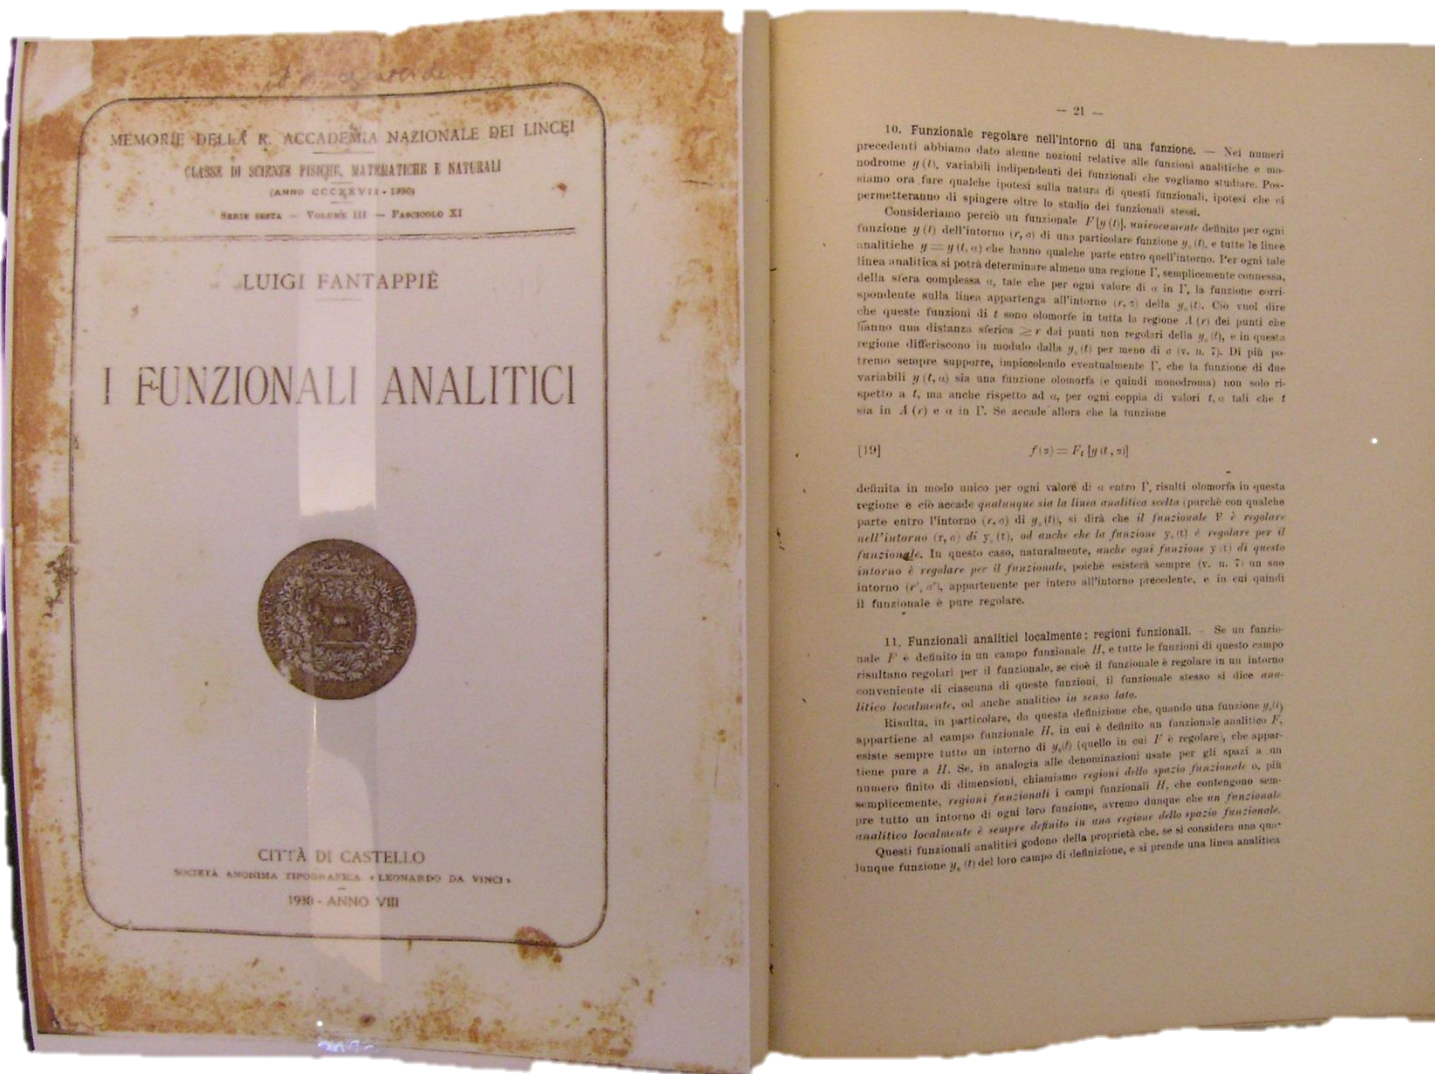 MEMORIE DELLA R. ACCADEMIA NAZIONALE DEI LINCEI
CLASSE DI SCIENZE FISICHE, MATEMATICHE E NATURALI
(ANNO CCCXXVII - 1930)
SERIE SESTA — VOLUME III — FASCICOLO XI
LUIGI FANTAPPIÈ
I FUNZIONALI ANALITICI
CITTÀ DI CASTELLO
SOCIETÀ ANONIMA TIPOGRAFICA «LEONARDO DA VINCI»
1930 - ANNO VIII
— 21 —
10. Funzionale regolare nell'intorno di una funzione. — Nei numeri
precedenti abbiamo dato alcune nozioni relative alle funzioni analitiche e mo-
nodrome y (t), variabili indipendenti dei funzionali che vogliamo studiare. Pos-
siamo ora fare qualche ipotesi sulla natura di questi funzionali, ipotesi che ci
permetteranno di spingere oltre lo studio dei funzionali stessi.
Consideriamo perciò un funzionale F [y (t)], univocamente definito per ogni
funzione y (t) dell'intorno (r, σ) di una particolare funzione y₀ (t), e tutte le linee
analitiche y = y (t, α) che hanno qualche parte entro quell'intorno. Per ogni tale
linea analitica si potrà determinare almeno una regione Γ, semplicemente connessa,
della sfera complessa α, tale che per ogni valore di α in Γ, la funzione corri-
spondente sulla linea appartenga all'intorno (r, σ) della y₀ (t). Ciò vuol dire
che queste funzioni di t sono olomorfe in tutta la regione A (r) dei punti che
hanno una distanza sferica ≥ r dai punti non regolari della y₀ (t), e in questa
regione differiscono in modulo dalla y₀ (t) per meno di σ (v. n. 7). Di più po-
tremo sempre supporre, impiccolendo eventualmente Γ, che la funzione di due
variabili y (t, α) sia una funzione olomorfa (e quindi monodroma) non solo ri-
spetto a t, ma anche rispetto ad α, per ogni coppia di valori t, α tali che t
sia in A (r) e α in Γ. Se accade allora che la funzione
[19] f (α) = Fₜ [y (t, α)]
definita in modo unico per ogni valore di α entro Γ, risulti olomorfa in questa
regione e ciò accade qualunque sia la linea analitica scelta (purchè con qualche
parte entro l'intorno (r, σ) di y₀ (t)), si dirà che il funzionale F è regolare
nell'intorno (r, σ) di y₀ (t), od anche che la funzione y₀ (t) è regolare per il
funzionale. In questo caso, naturalmente, anche ogni funzione y (t) di questo
intorno è regolare per il funzionale, poichè esisterà sempre (v. n. 7) un suo
intorno (r', σ'), appartenente per intero all'intorno precedente, e in cui quindi
il funzionale è pure regolare.
11. Funzionali analitici localmente; regioni funzionali. — Se un funzio-
nale F è definito in un campo funzionale H, e tutte le funzioni di questo campo
risultano regolari per il funzionale, se cioè il funzionale è regolare in un intorno
conveniente di ciascuna di queste funzioni, il funzionale stesso si dice ana-
litico localmente, od anche analitico in senso lato.
Risulta, in particolare, da questa definizione che, quando una funzione y₀(t)
appartiene al campo funzionale H, in cui è definito un funzionale analitico F,
esiste sempre tutto un intorno di y₀(t) (quello in cui F è regolare), che appar-
tiene pure a H. Se, in analogia alle denominazioni usate per gli spazi a un
numero finito di dimensioni, chiamiamo regioni dello spazio funzionale o, più
semplicemente, regioni funzionali i campi funzionali H, che contengono sem-
pre tutto un intorno di ogni loro funzione, avremo dunque che un funzionale
analitico localmente è sempre definito in una regione dello spazio funzionale.
Questi funzionali analitici godono della proprietà che, se si considera una qua-
lunque funzione y₀ (t) del loro campo di definizione, e si prende una linea analitica